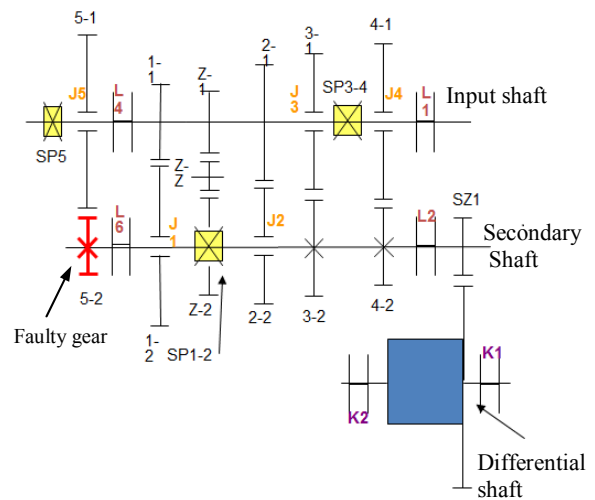 5-1
4-1
3-
1
2-
1
1-
1
Z-
1
SP3-4
J5
L
4
J
3
J4
L
1
Input shaft
SP5
Z-
Z
SZ1
L
6
J
1
J2
L2
Secondary
Shaft
5-2
Z-2
2-2
3-2
4-2
Faulty gear
1-
2
SP1-2
K1
K2
Differential
shaft